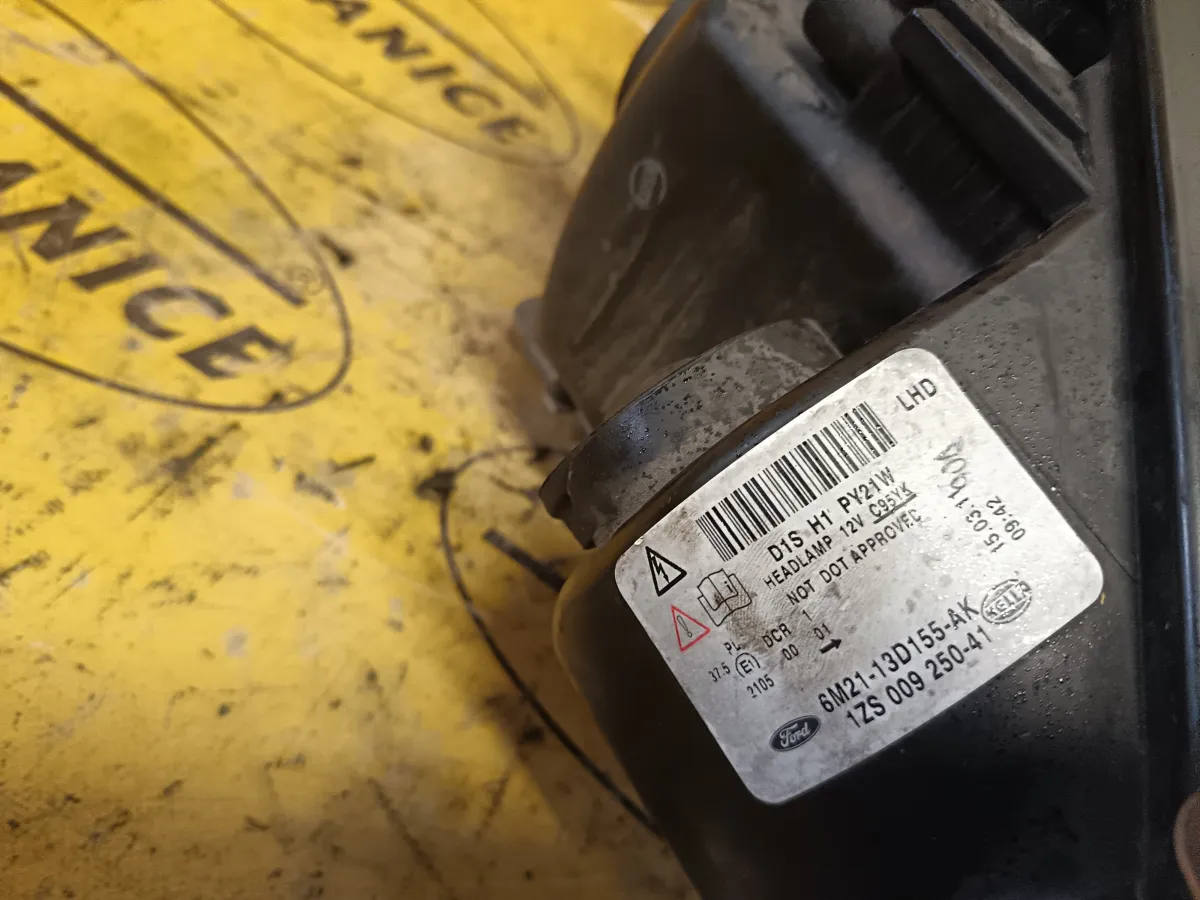 ANICE
ANICE ®
LHD
D1S H1 PY21W
HEADLAMP 12V C95YK
NOT DOT APPROVED
PL DCR 1
37.5 E1 00 01
2105
15.03.1
09:42
6M21-13D155-AK
1ZS 009 250-41
HELLA
Ford